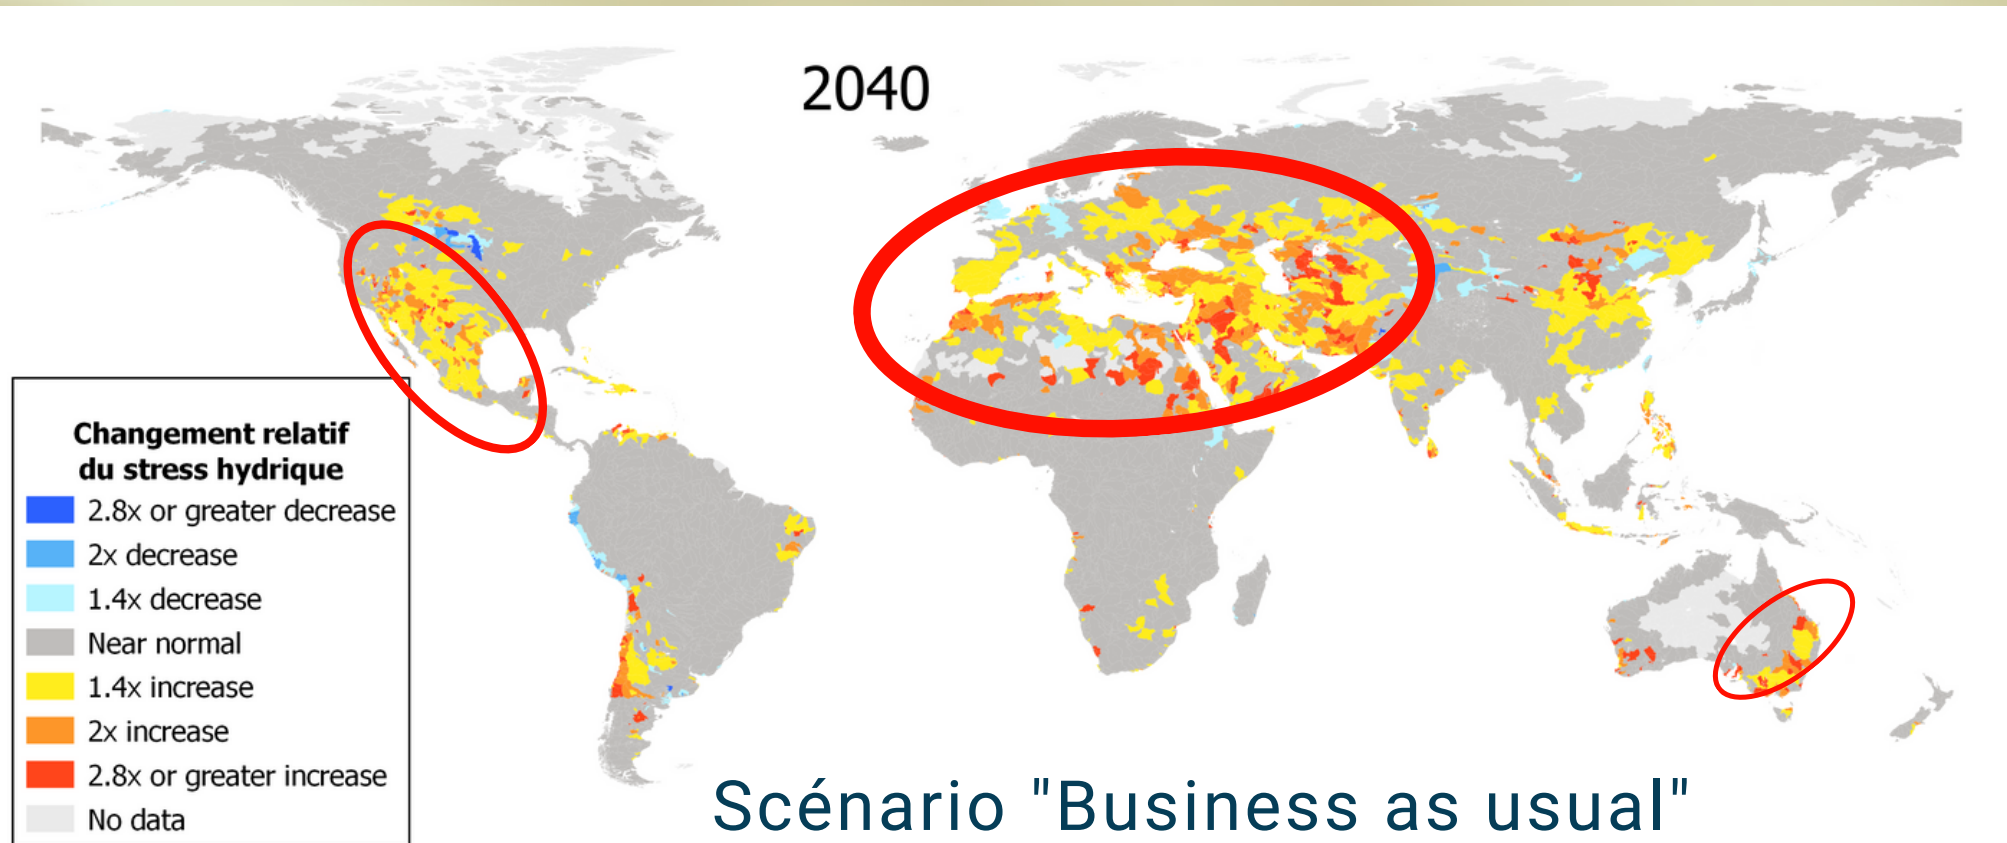 2040
Changement relatif
du stress hydrique
2.8x or greater decrease
2x decrease
1.4x decrease
Near normal
1.4x increase
2x increase
2.8x or greater increase
No data
Scénario "Business as usual"